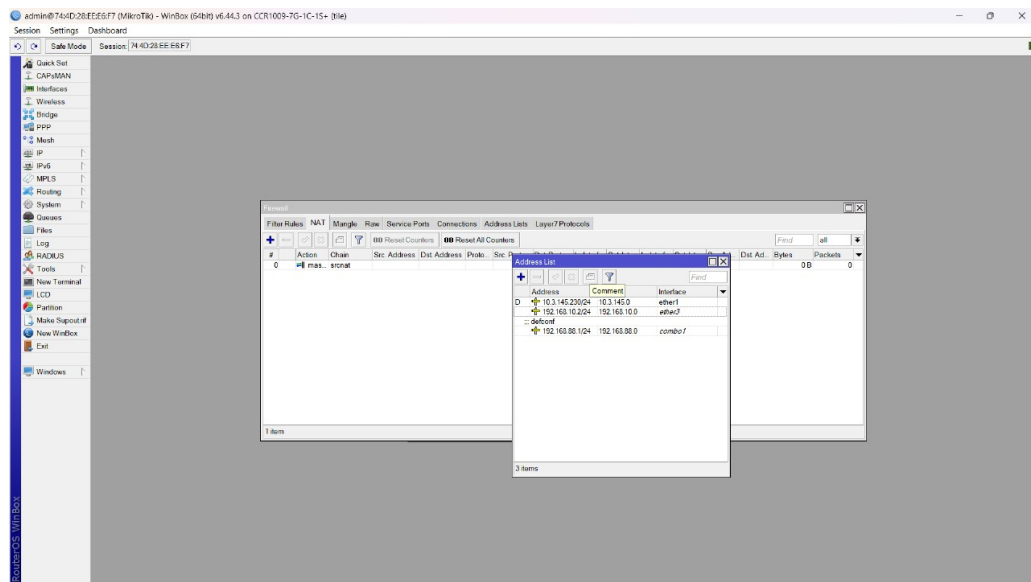 admin@74:4D:28:EE:E6:F7 (MikroTik) - WinBox (64bit) v6.44.3 on CCR1009-7G-1C-1S+ (tile)
Session Settings Dashboard
Safe Mode Session: 74:4D:28:EE:E6:F7
Quick Set
CAPsMAN
Interfaces
Wireless
Bridge
PPP
Mesh
IP
IPv6
MPLS
Routing
System
Queues
Files
Log
RADIUS
Tools
New Terminal
LCD
Partition
Make Supout.rif
New WinBox
Exit
Windows
RouterOS WinBox
Firewall
Filter Rules NAT Mangle Raw Service Ports Connections Address Lists Layer7 Protocols
00 Reset Counters 00 Reset All Counters Find all
# Action Chain Src. Address Dst. Address Proto... Src. Dst. Ad... Bytes Packets
0 mas... srcnat 0 B 0
1 item
Address List
Find
Address Comment Interface
D 10.3.145.230/24 10.3.145.0 ether1
192.168.10.2/24 192.168.10.0 ether3
::: defconf
192.168.88.1/24 192.168.88.0 combo1
3 items